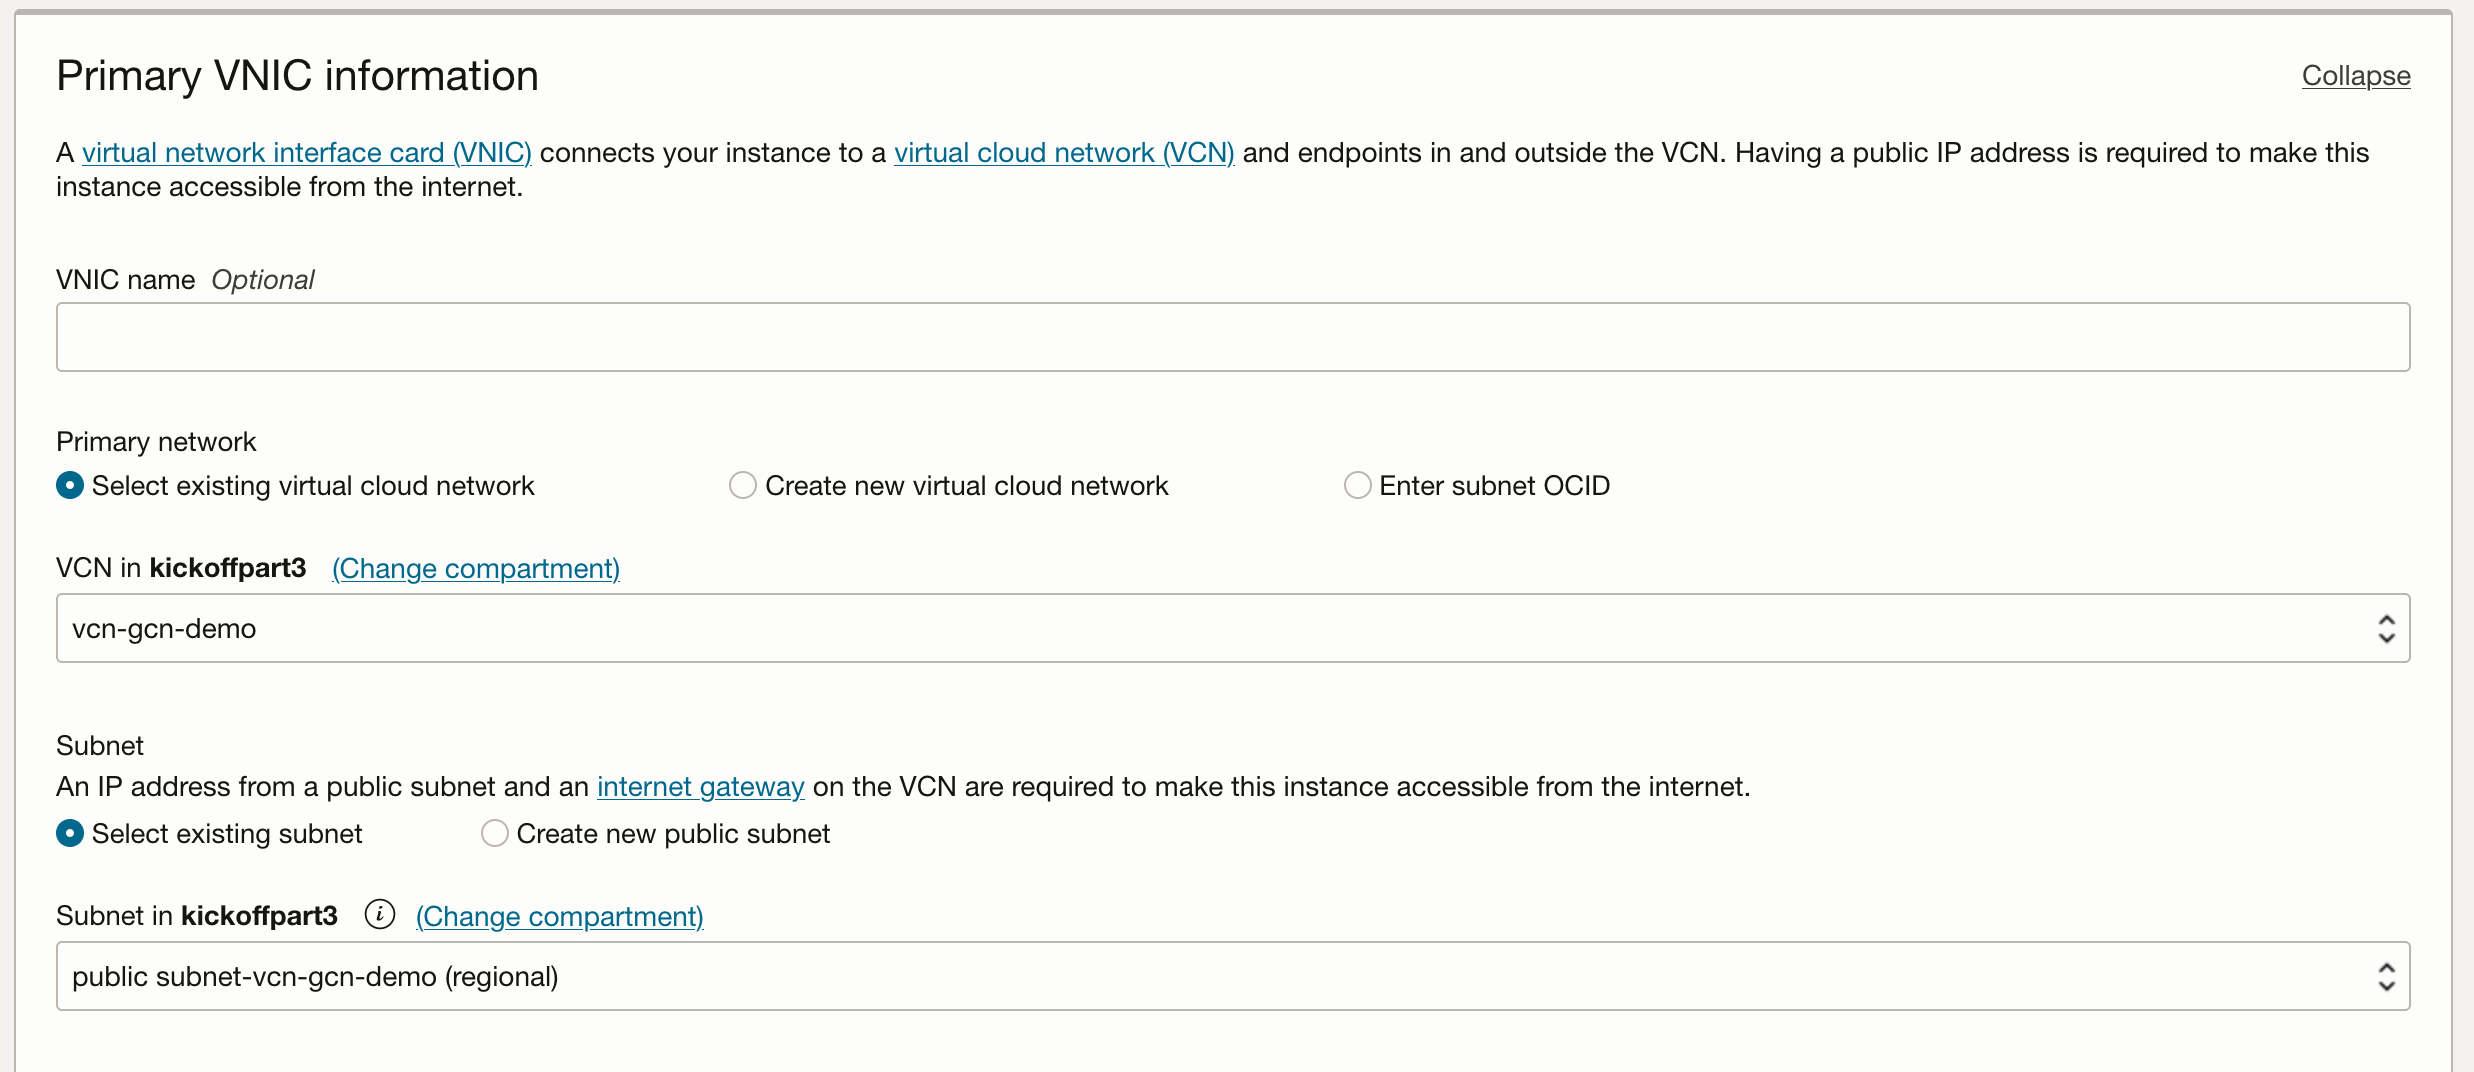 Primary VNIC information
Collapse
A virtual network interface card (VNIC) connects your instance to a virtual cloud network (VCN) and endpoints in and outside the VCN. Having a public IP address is required to make this
instance accessible from the internet.
VNIC name Optional
Primary network
Select existing virtual cloud network
Create new virtual cloud network
Enter subnet OCID
VCN in kickoffpart3 (Change compartment)
vcn-gcn-demo
Subnet
An IP address from a public subnet and an internet gateway on the VCN are required to make this instance accessible from the internet.
Select existing subnet
Create new public subnet
Subnet in kickoffpart3 i (Change compartment)
public subnet-vcn-gcn-demo (regional)